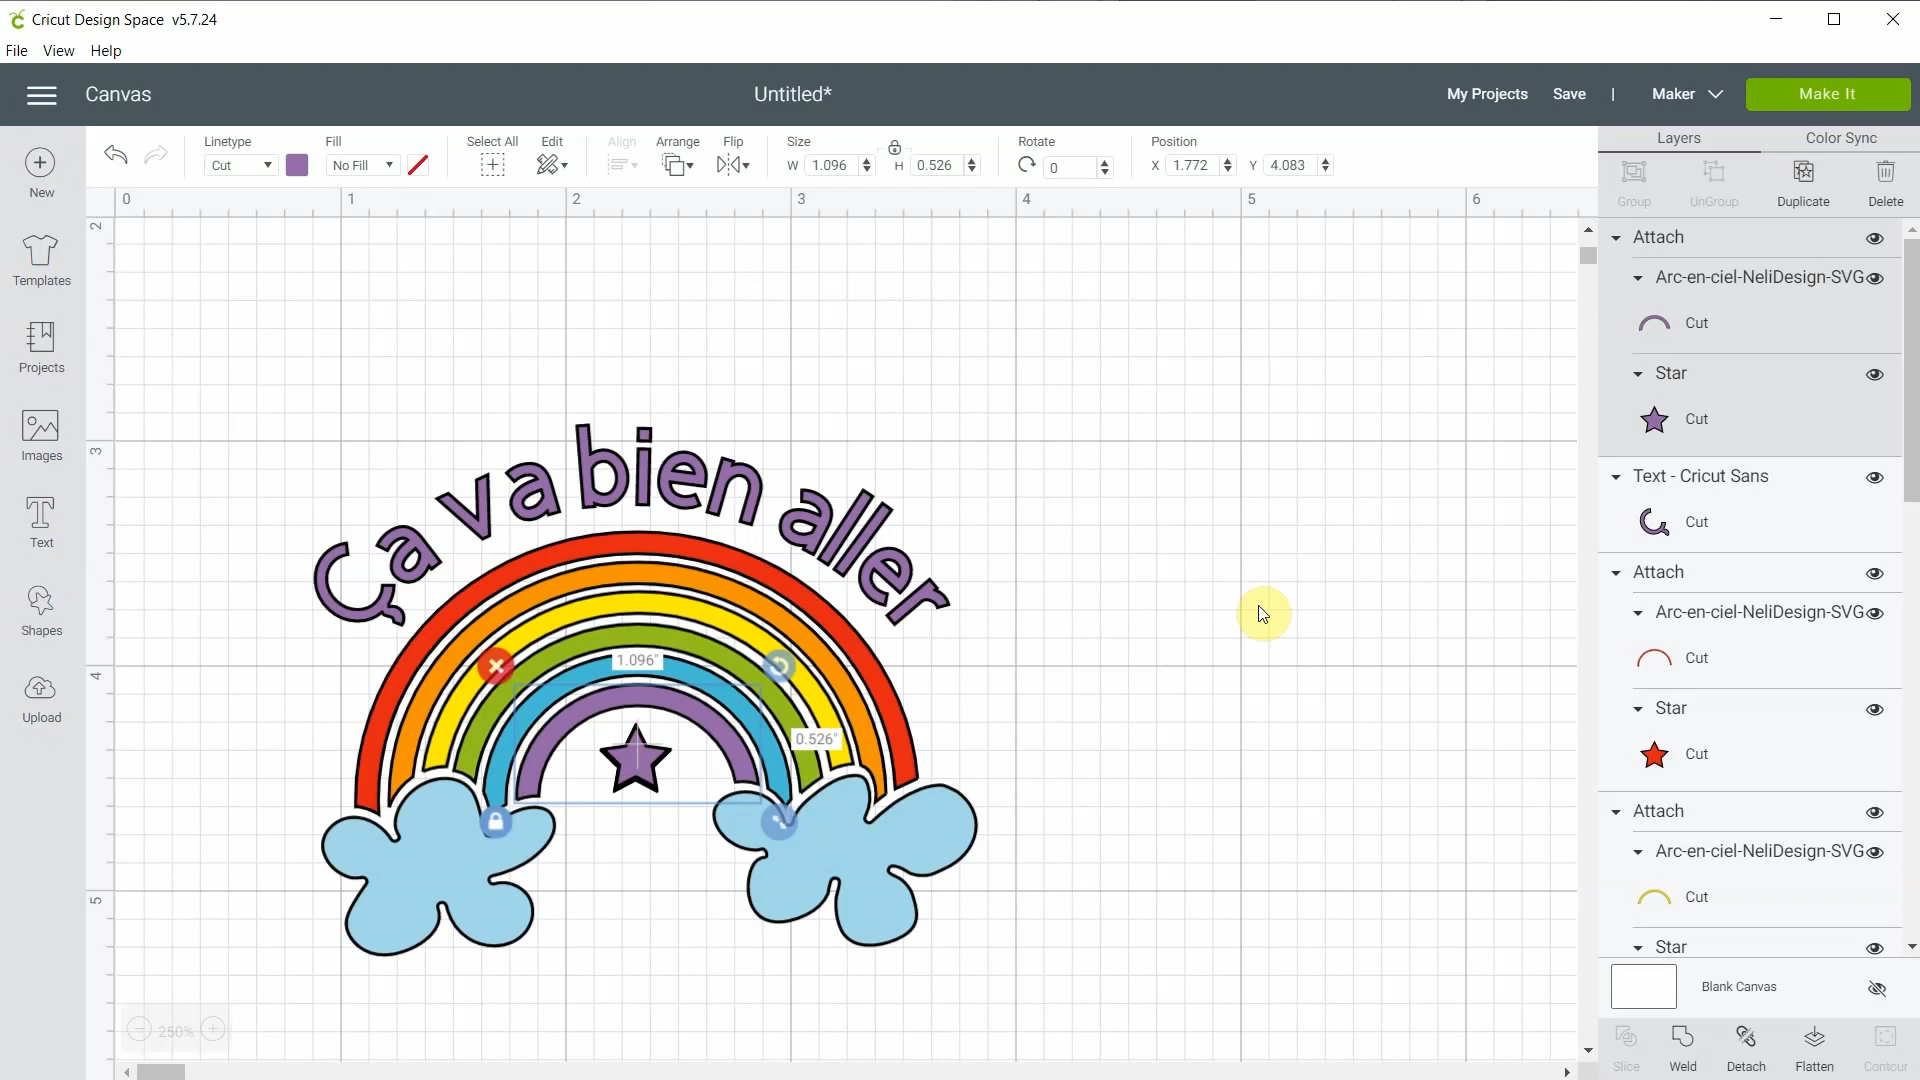 Cricut Design Space v5.7.24
File View Help
Canvas
Untitled*
My Projects Save | Maker Make It
Linetype Fill Select All Edit Align Arrange Flip Size Rotate Position
Cut No Fill W 1.096 H 0.526 0 X 1.772 Y 4.083
Layers Color Sync
Group UnGroup Duplicate Delete
New
Templates
Projects
Images
Text
Shapes
Upload
0 1 2 3 4 5 6
2
3
4
5
Ça va bien aller
1.096"
0.526"
250%
Attach
Arc-en-ciel-NeliDesign-SVG
Cut
Star
Cut
Text - Cricut Sans
Cut
Attach
Arc-en-ciel-NeliDesign-SVG
Cut
Star
Cut
Attach
Arc-en-ciel-NeliDesign-SVG
Cut
Star
Blank Canvas
Slice Weld Detach Flatten Contour